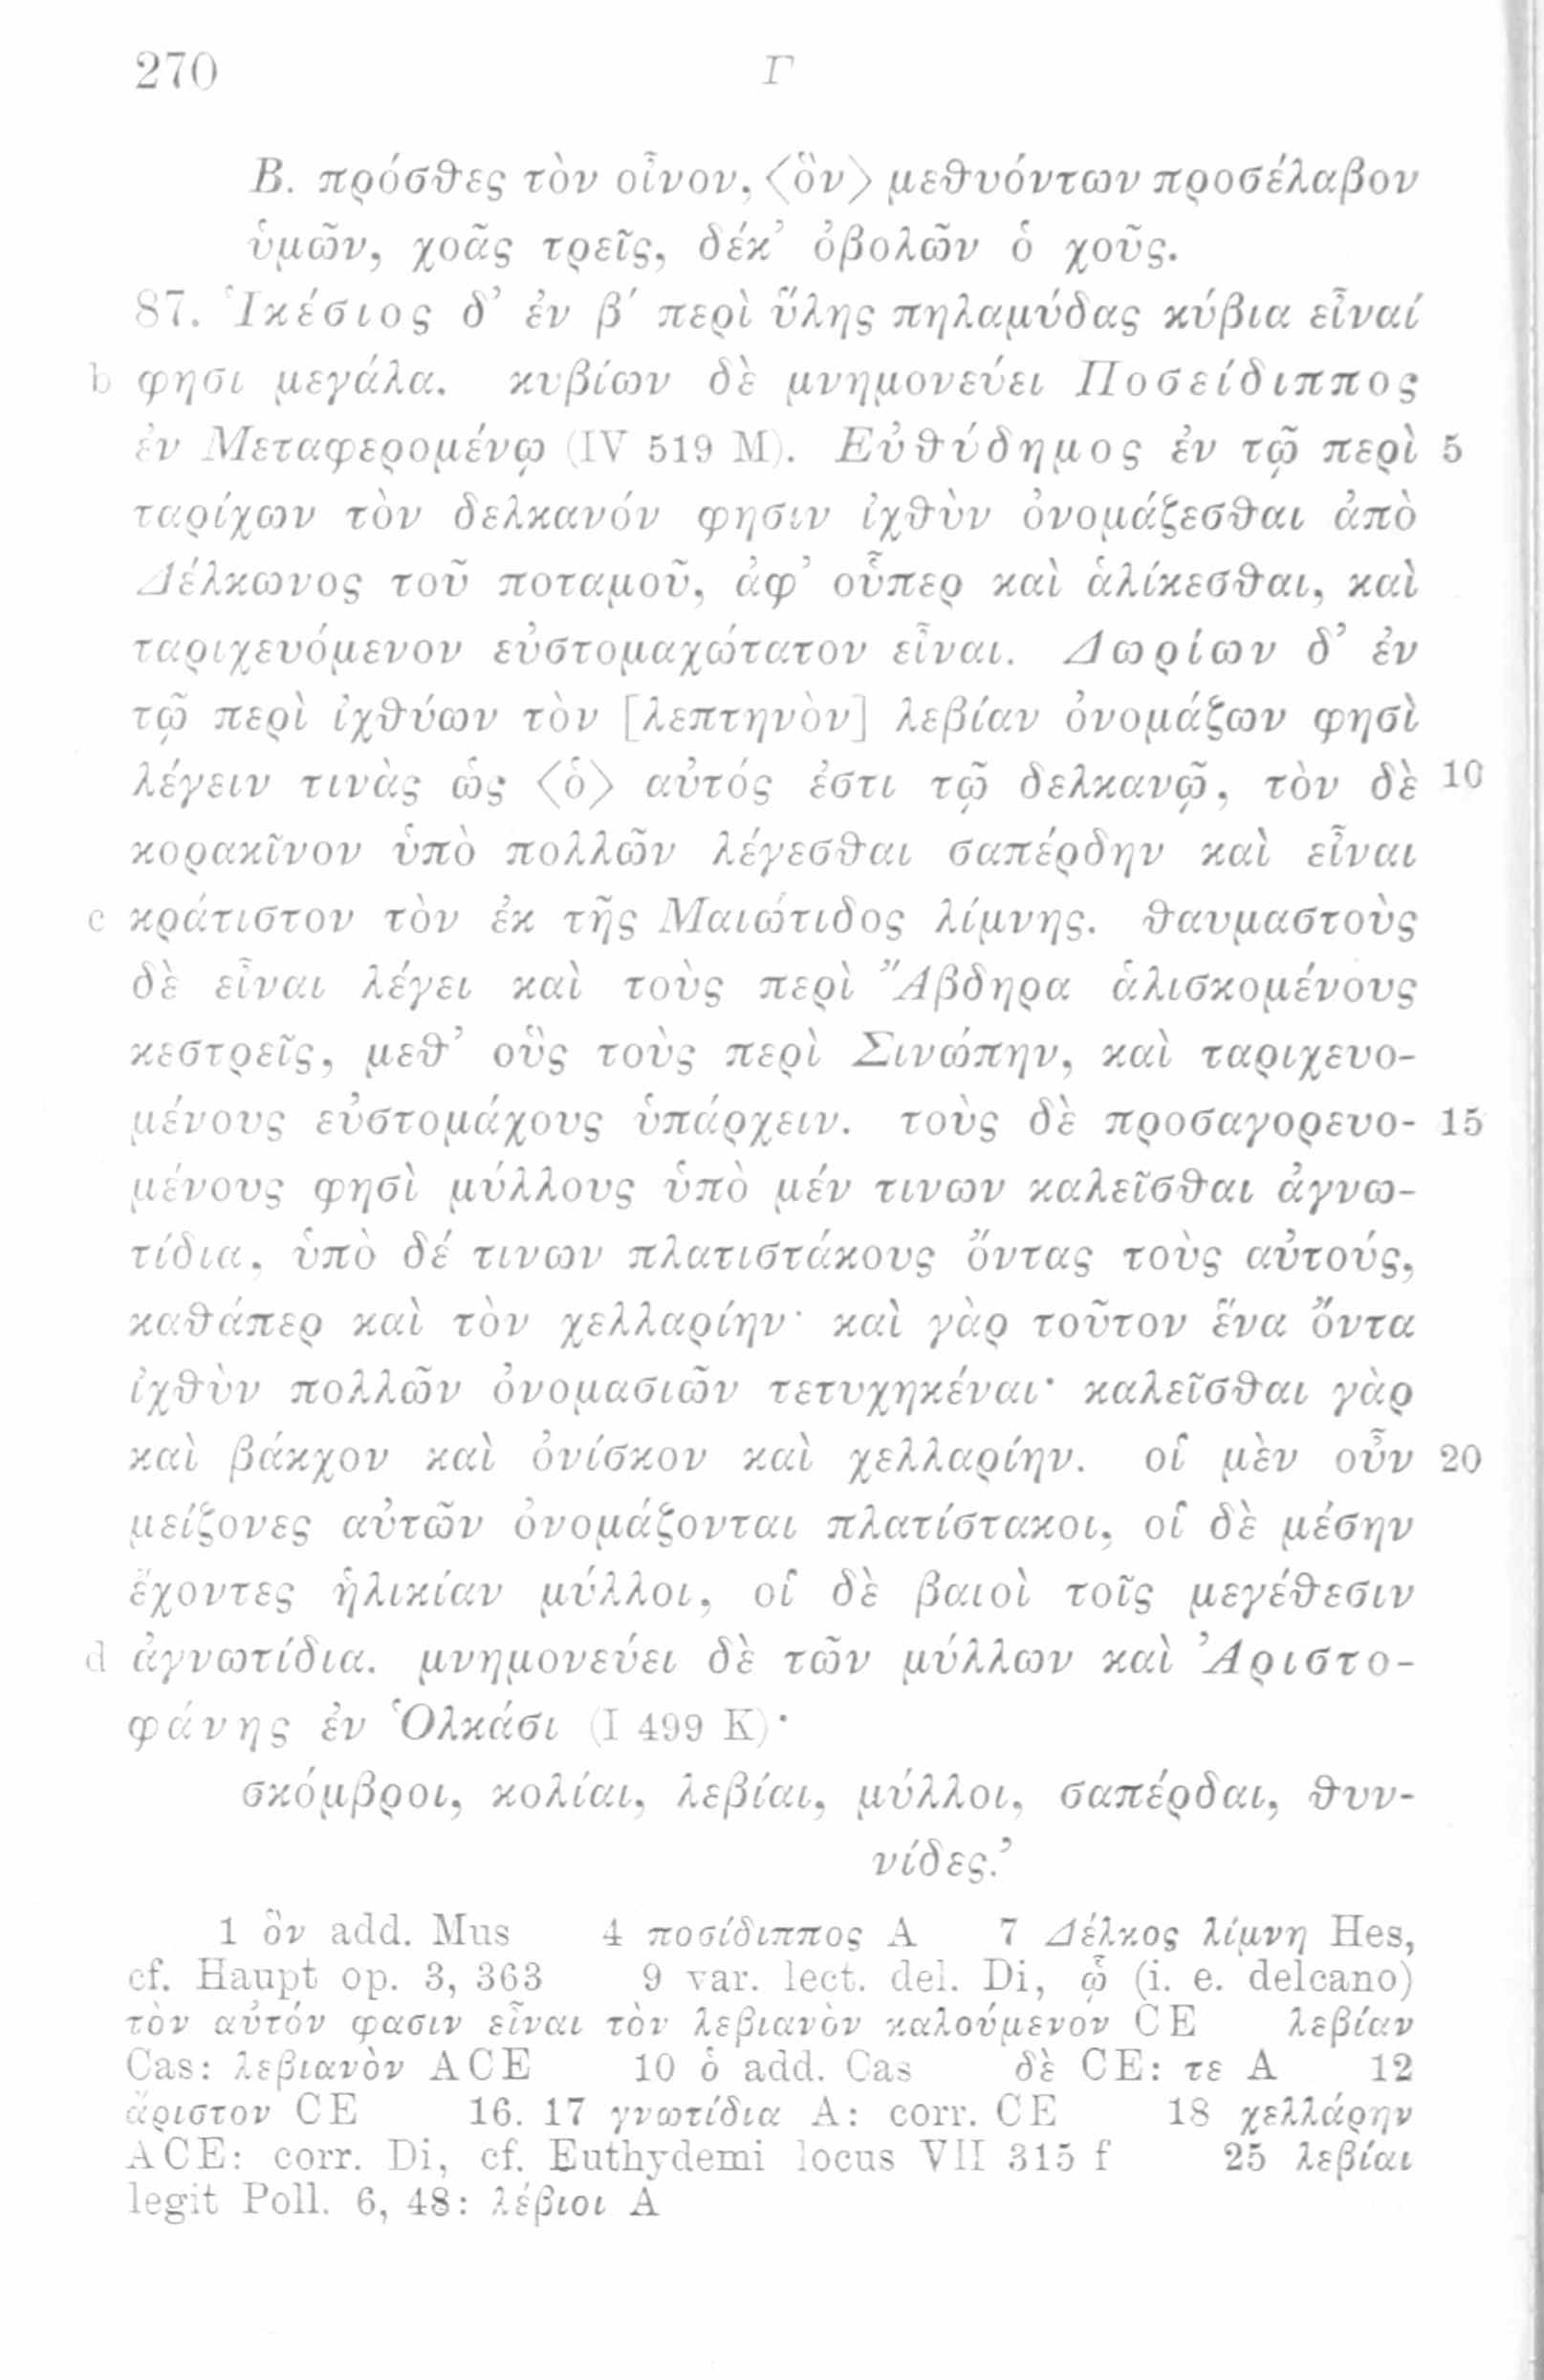 270 Γ
Β. πρόσθες τὸν οἶνον, <ὃν> μεθυόντων προσέλαβον
ὑμῶν, χοᾶς τρεῖς, δέκ’ ὀβολῶν ὁ χοῦς.
87. Ἱκέσιος δ’ ἐν β′ περὶ ὕλης πηλαμύδας κύβια εἶναί
b φησι μεγάλα. κυβίων δὲ μνημονεύει Ποσείδιππος
ἐν Μεταφερομένῳ (IV 519 M). Εὐθύδημος ἐν τῷ περὶ 5
ταρίχων τὸν δελκανόν φησιν ἰχθὺν ὀνομάζεσθαι ἀπὸ
Δέλκωνος τοῦ ποταμοῦ, ἀφ’ οὗπερ καὶ ἁλίκεσθαι, καὶ
ταριχευόμενον εὐστομαχώτατον εἶναι. Δωρίων δ’ ἐν
τῷ περὶ ἰχθύων τὸν [λεπτηνὸν] λεβίαν ὀνομάζων φησὶ
λέγειν τινὰς ὡς <ὁ> αὐτός ἐστι τῷ δελκανῷ, τὸν δὲ 10
κορακῖνον ὑπὸ πολλῶν λέγεσθαι σαπέρδην καὶ εἶναι
c κράτιστον τὸν ἐκ τῆς Μαιώτιδος λίμνης. θαυμαστοὺς
δὲ εἶναι λέγει καὶ τοὺς περὶ Ἄβδηρα ἁλισκομένους
κεστρεῖς, μεθ’ οὓς τοὺς περὶ Σινώπην, καὶ ταριχευο-
μένους εὐστομάχους ὑπάρχειν. τοὺς δὲ προσαγορευο- 15
μένους φησὶ μύλλους ὑπὸ μέν τινων καλεῖσθαι ἀγνω-
τίδια, ὑπὸ δέ τινων πλατιστάκους ὄντας τοὺς αὐτούς,
καθάπερ καὶ τὸν χελλαρίην· καὶ γὰρ τοῦτον ἕνα ὄντα
ἰχθὺν πολλῶν ὀνομασιῶν τετυχηκέναι· καλεῖσθαι γὰρ
καὶ βάκχον καὶ ὀνίσκον καὶ χελλαρίην. οἱ μὲν οὖν 20
μείζονες αὐτῶν ὀνομάζονται πλατίστακοι, οἱ δὲ μέσην
ἔχοντες ἡλικίαν μύλλοι, οἱ δὲ βαιοὶ τοῖς μεγέθεσιν
d ἀγνωτίδια. μνημονεύει δὲ τῶν μύλλων καὶ Ἀριστο-
φάνης ἐν Ὁλκάσι (I 499 K)·
σκόμβροι, κολίαι, λεβίαι, μύλλοι, σαπέρδαι, θυν-
νίδες.’
1 ὃν add. Mus 4 ποσίδιππος A 7 Δέλκος λίμνη Hes,
cf. Haupt op. 3, 363 9 var. lect. del. Di, ᾧ (i. e. delcano)
τὸν αὐτόν φασιν εἶναι τὸν λεβιανὸν καλούμενον CE λεβίαν
Cas: λεβιανὸν ACE 10 ὁ add. Cas δὲ CE: τε A 12
ἄριστον CE 16. 17 γνωτίδια A: corr. CE 18 χελλάρην
ACE: corr. Di, cf. Euthydemi locus VII 315 f 25 λεβίαι
legit Poll. 6, 48: λέβιοι A